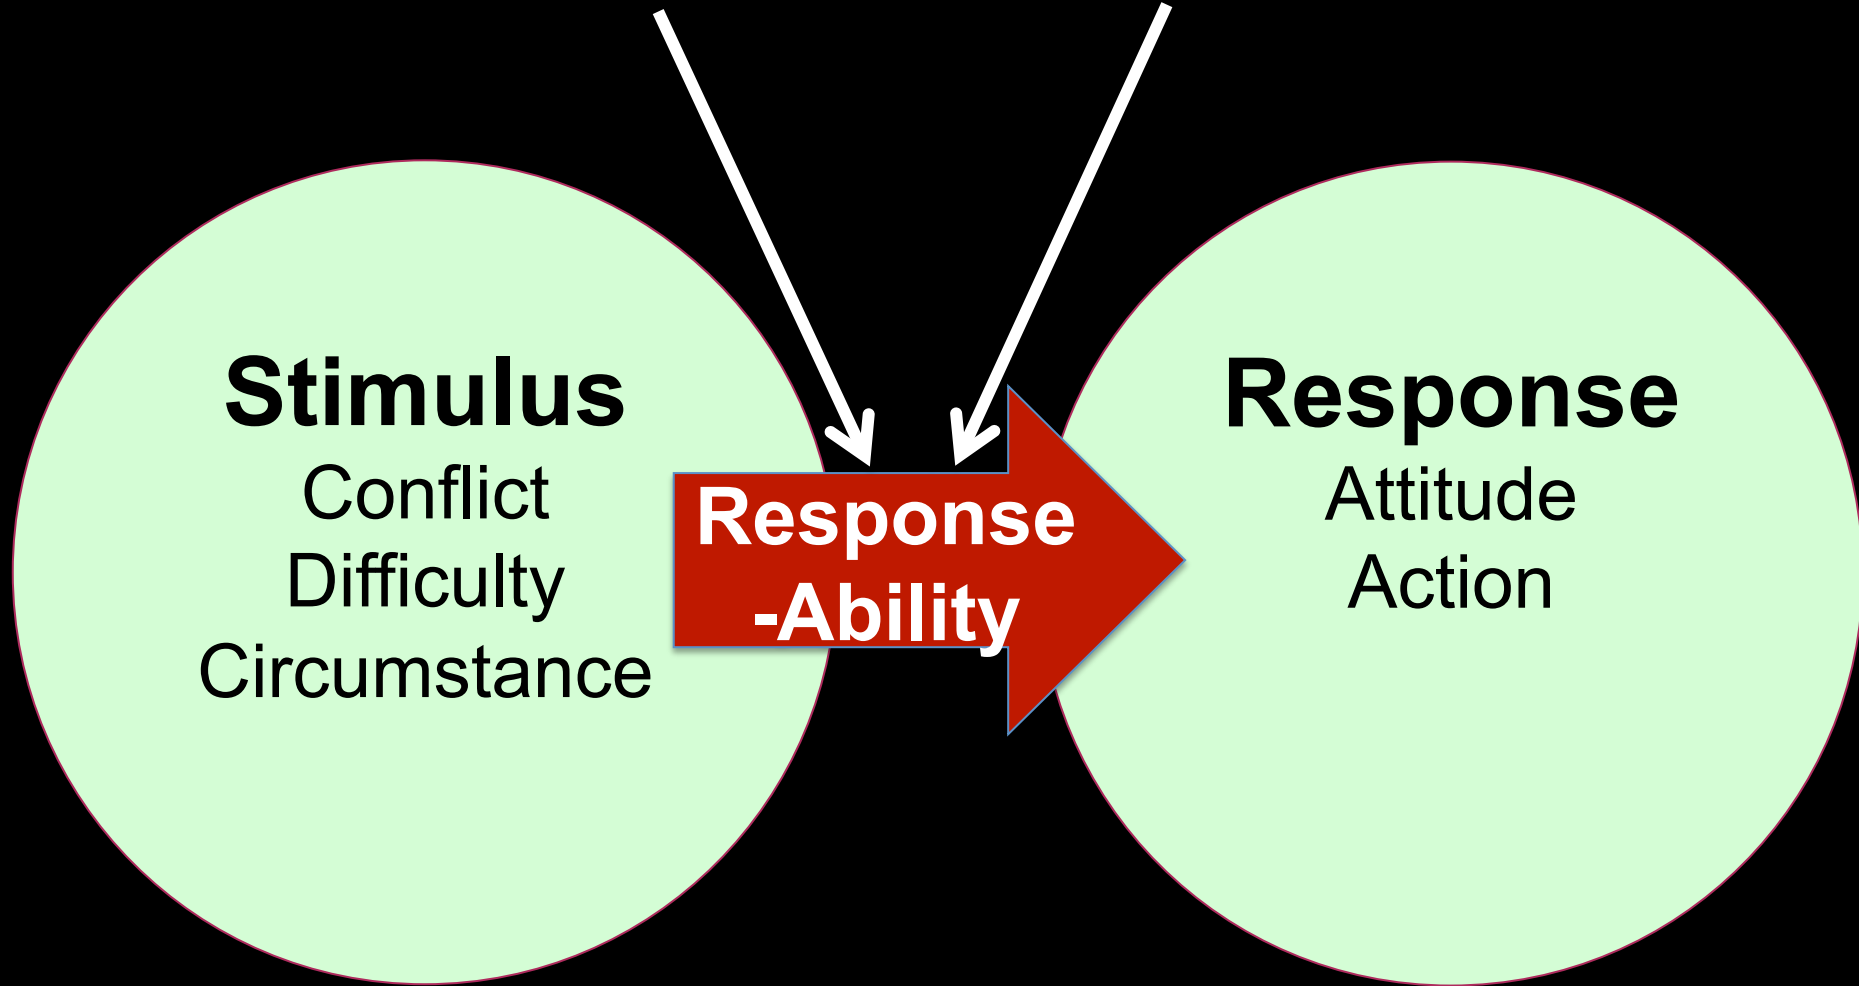 Stimulus
Conflict
Difficulty
Circumstance
Response
-Ability
Response
Attitude
Action